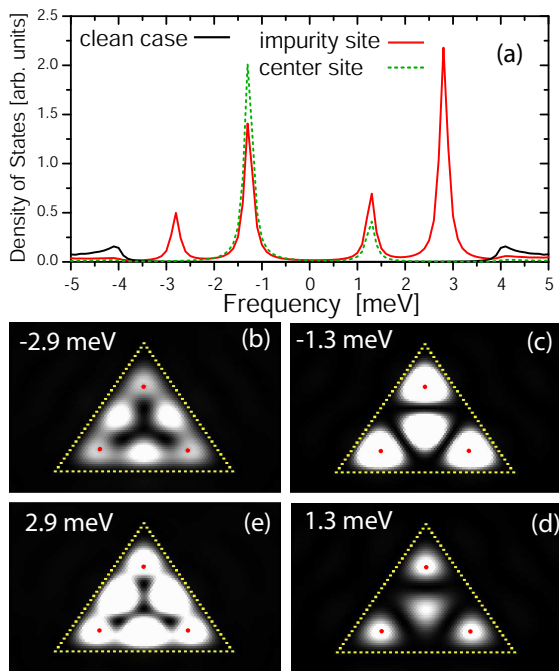 clean case
impurity site
center site
(a)
Density of States [arb. units]
2.5
2.0
1.5
1.0
0.5
0.0
-5 -4 -3 -2 -1 0 1 2 3 4 5
Frequency [meV]
-2.9 meV (b)
-1.3 meV (c)
2.9 meV (e)
1.3 meV (d)